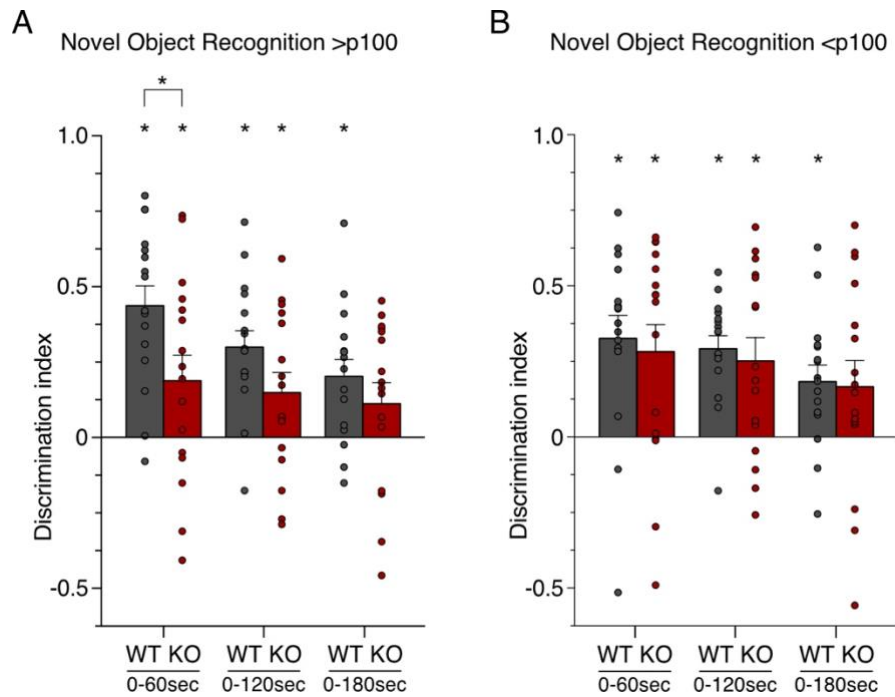 A
Novel Object Recognition >p100
*
* * * * *
1.0
0.5
0
-0.5
Discrimination index
WT KO WT KO WT KO
0-60sec 0-120sec 0-180sec
B
Novel Object Recognition <p100
* * * * *
1.0
0.5
0
-0.5
Discrimination index
WT KO WT KO WT KO
0-60sec 0-120sec 0-180sec